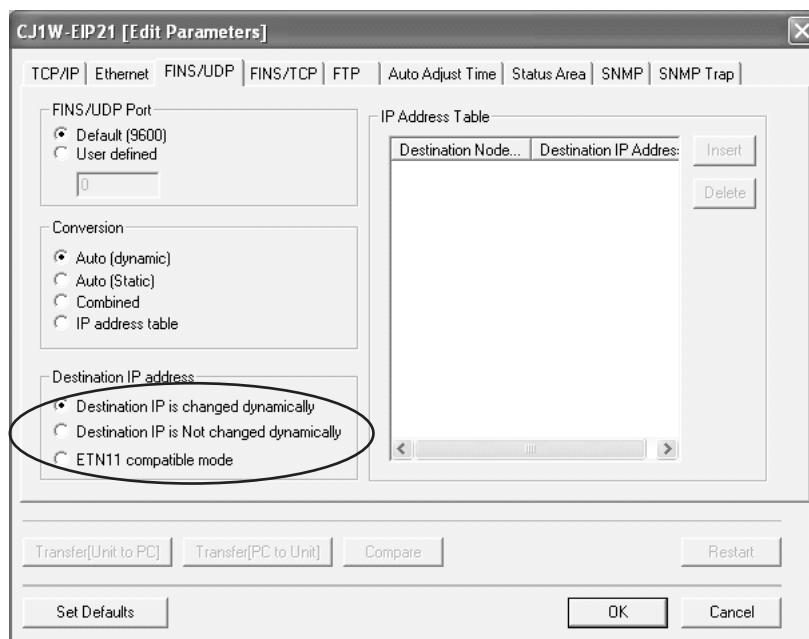 CJ1W-EIP21 [Edit Parameters]
TCP/IP Ethernet FINS/UDP FINS/TCP FTP Auto Adjust Time Status Area SNMP SNMP Trap
FINS/UDP Port
Default (9600)
User defined
0
Conversion
Auto (dynamic)
Auto (Static)
Combined
IP address table
Destination IP address
Destination IP is changed dynamically
Destination IP is Not changed dynamically
ETN11 compatible mode
IP Address Table
Destination Node... Destination IP Addres:
Insert
Delete
Transfer[Unit to PC] Transfer[PC to Unit] Compare Restart
Set Defaults OK Cancel